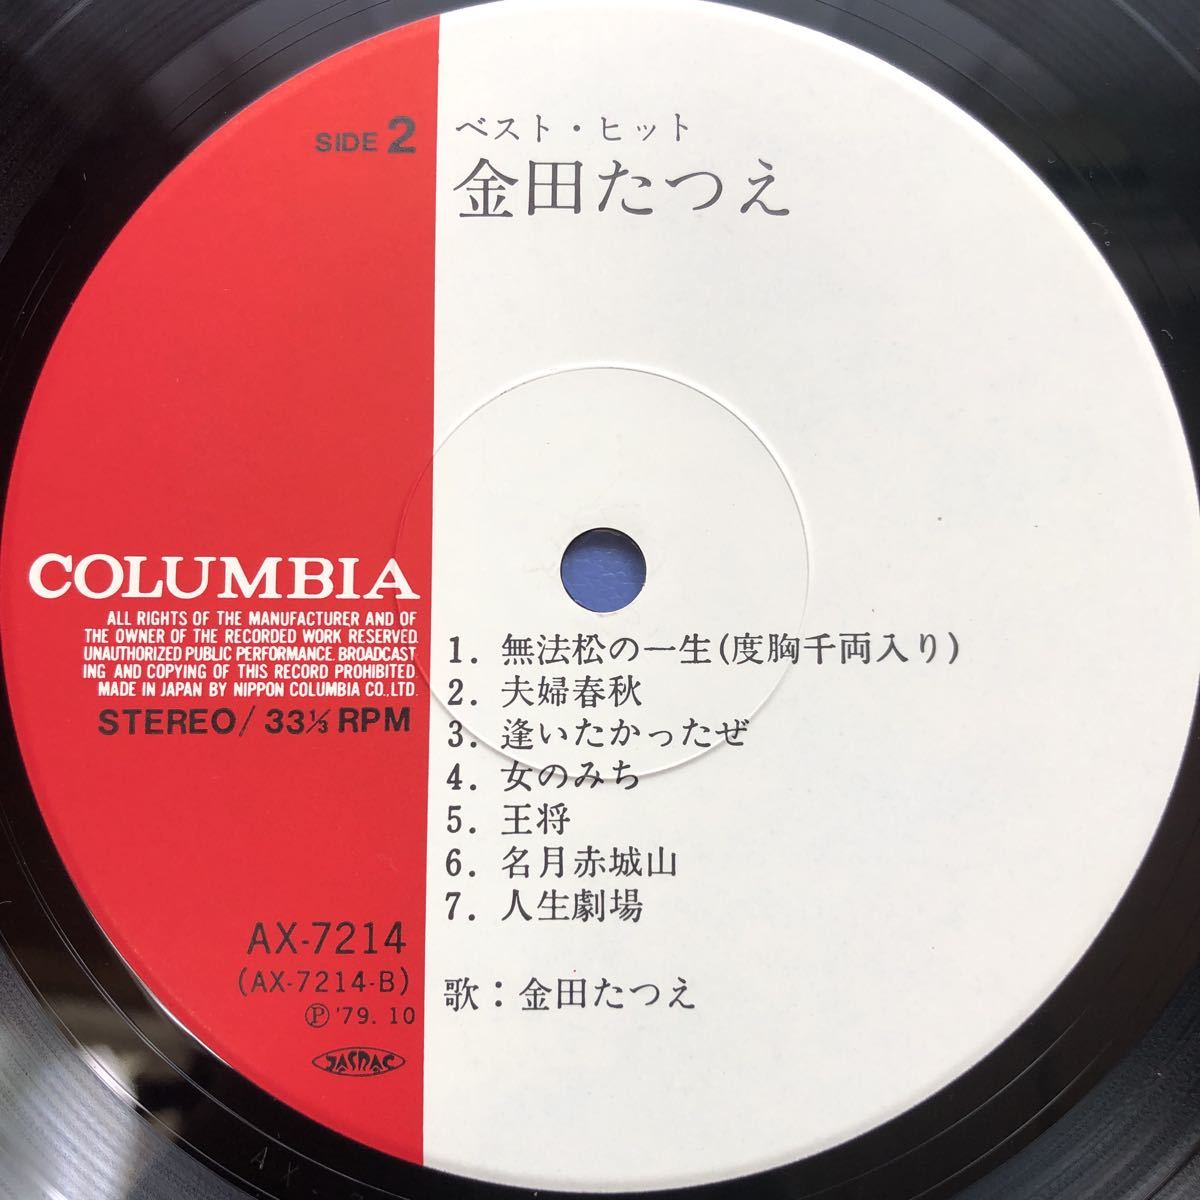 SIDE 2
ベスト・ヒット
金田たつえ
COLUMBIA
ALL RIGHTS OF THE MANUFACTURER AND OF
THE OWNER OF THE RECORDED WORK RESERVED.
UNAUTHORIZED PUBLIC PERFORMANCE. BROADCAST
ING AND COPYING OF THIS RECORD PROHIBITED.
MADE IN JAPAN BY NIPPON COLUMBIA CO.,LTD.
STEREO/33⅓ RPM
1. 無法松の一生(度胸千両入り)
2. 夫婦春秋
3. 逢いたかったぜ
4. 女のみち
5. 王将
6. 名月赤城山
7. 人生劇場
歌：金田たつえ
AX-7214
(AX-7214-B)
Ⓟ '79. 10
JASRAC
AX